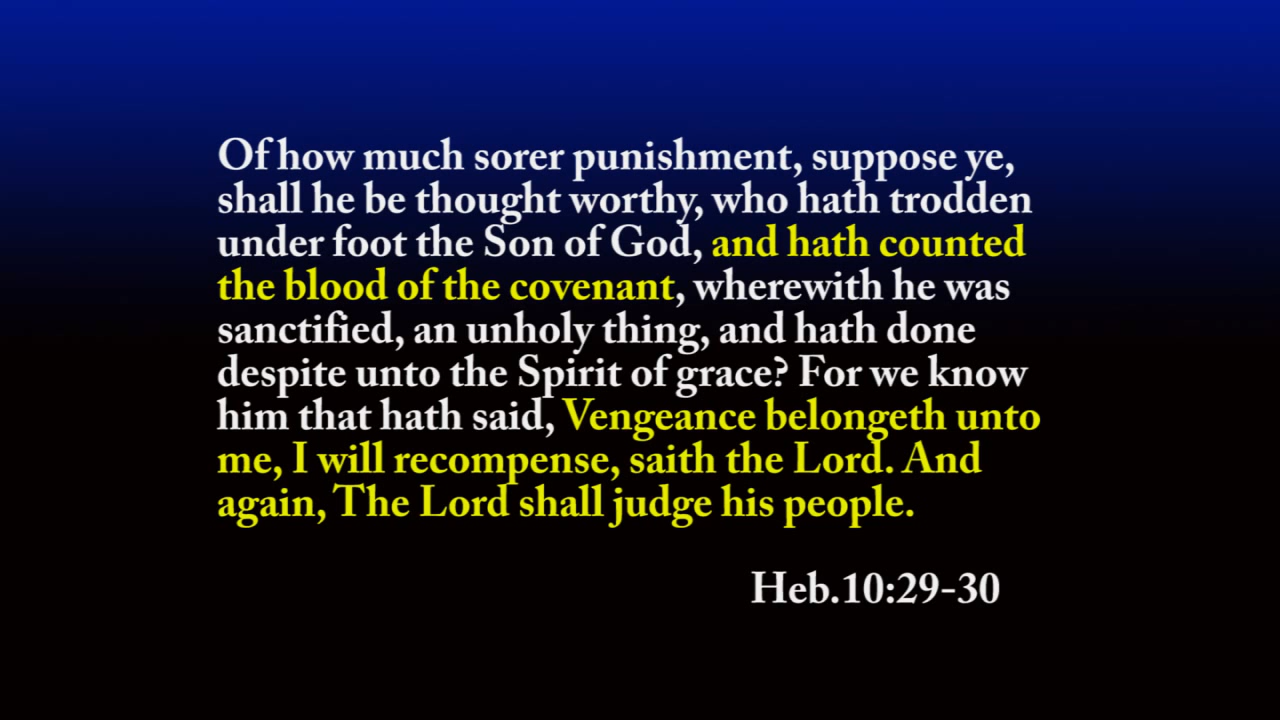 Of how much sorer punishment, suppose ye,
shall he be thought worthy, who hath trodden
under foot the Son of God, and hath counted
the blood of the covenant, wherewith he was
sanctified, an unholy thing, and hath done
despite unto the Spirit of grace? For we know
him that hath said, Vengeance belongeth unto
me, I will recompense, saith the Lord. And
again, The Lord shall judge his people.
Heb.10:29-30